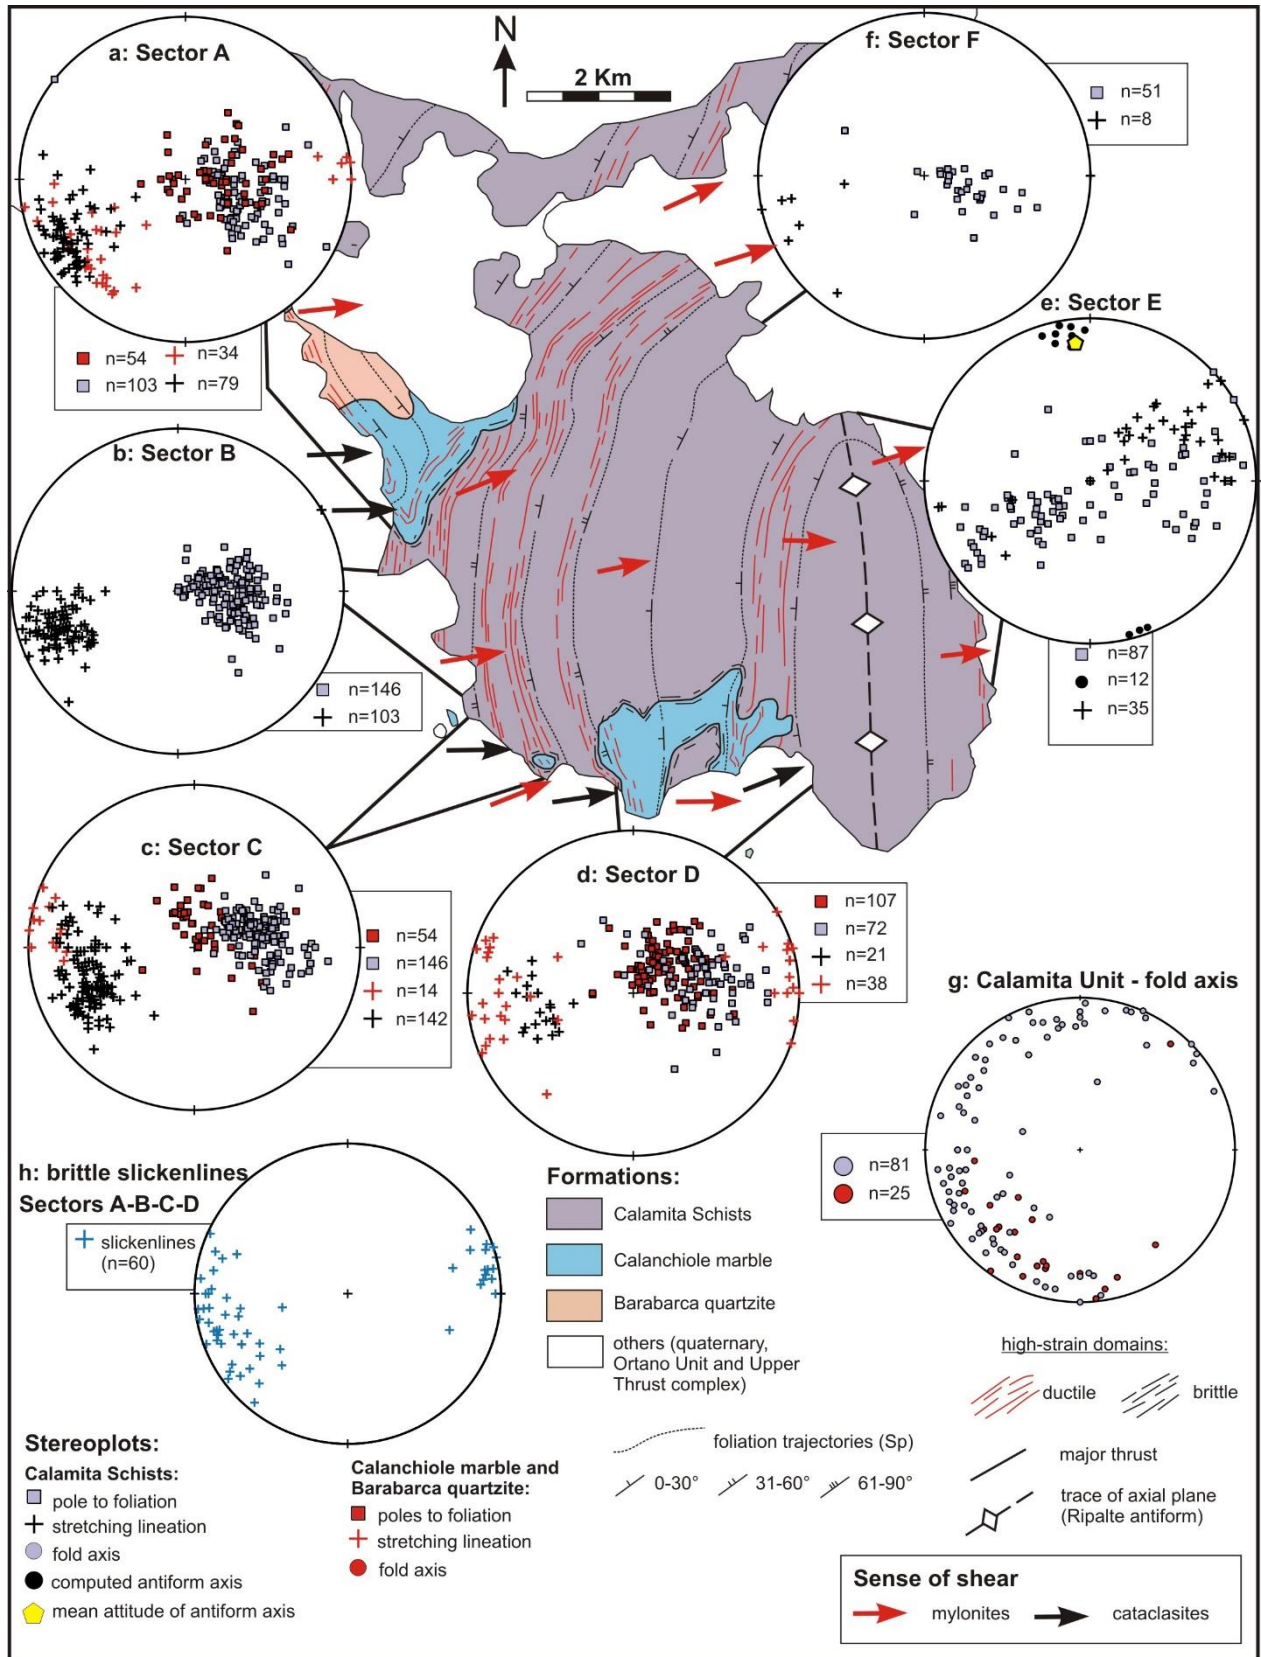 a: Sector A
N
2 Km
f: Sector F
n=51
n=8
n=54 n=34
n=103 n=79
e: Sector E
n=87
n=12
n=35
b: Sector B
n=146
n=103
c: Sector C
n=54
n=146
n=14
n=142
d: Sector D
n=107
n=72
n=21
n=38
g: Calamita Unit - fold axis
n=81
n=25
h: brittle slickenlines
Sectors A-B-C-D
slickenlines
(n=60)
Formations:
Calamita Schists
Calanchiole marble
Barabarca quartzite
others (quaternary,
Ortano Unit and Upper
Thrust complex)
foliation trajectories (Sp)
0-30° 31-60° 61-90°
high-strain domains:
ductile brittle
major thrust
trace of axial plane
(Ripalte antiform)
Stereoplots:
Calamita Schists:
pole to foliation
stretching lineation
fold axis
computed antiform axis
mean attitude of antiform axis
Calanchiole marble and
Barabarca quartzite:
poles to foliation
stretching lineation
fold axis
Sense of shear
mylonites cataclasites